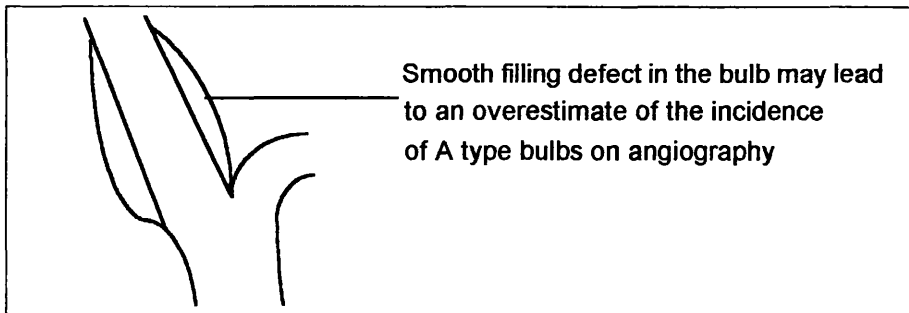 Smooth filling defect in the bulb may lead
to an overestimate of the incidence
of A type bulbs on angiography